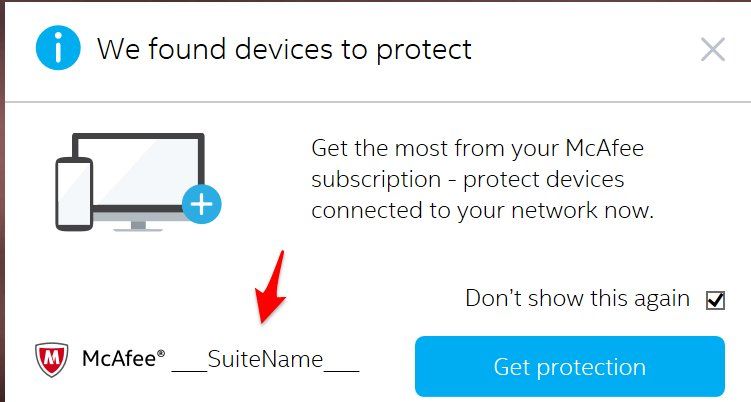 We found devices to protect
Get the most from your McAfee
subscription - protect devices
connected to your network now.
Don't show this again
McAfee® ___SuiteName___
Get protection